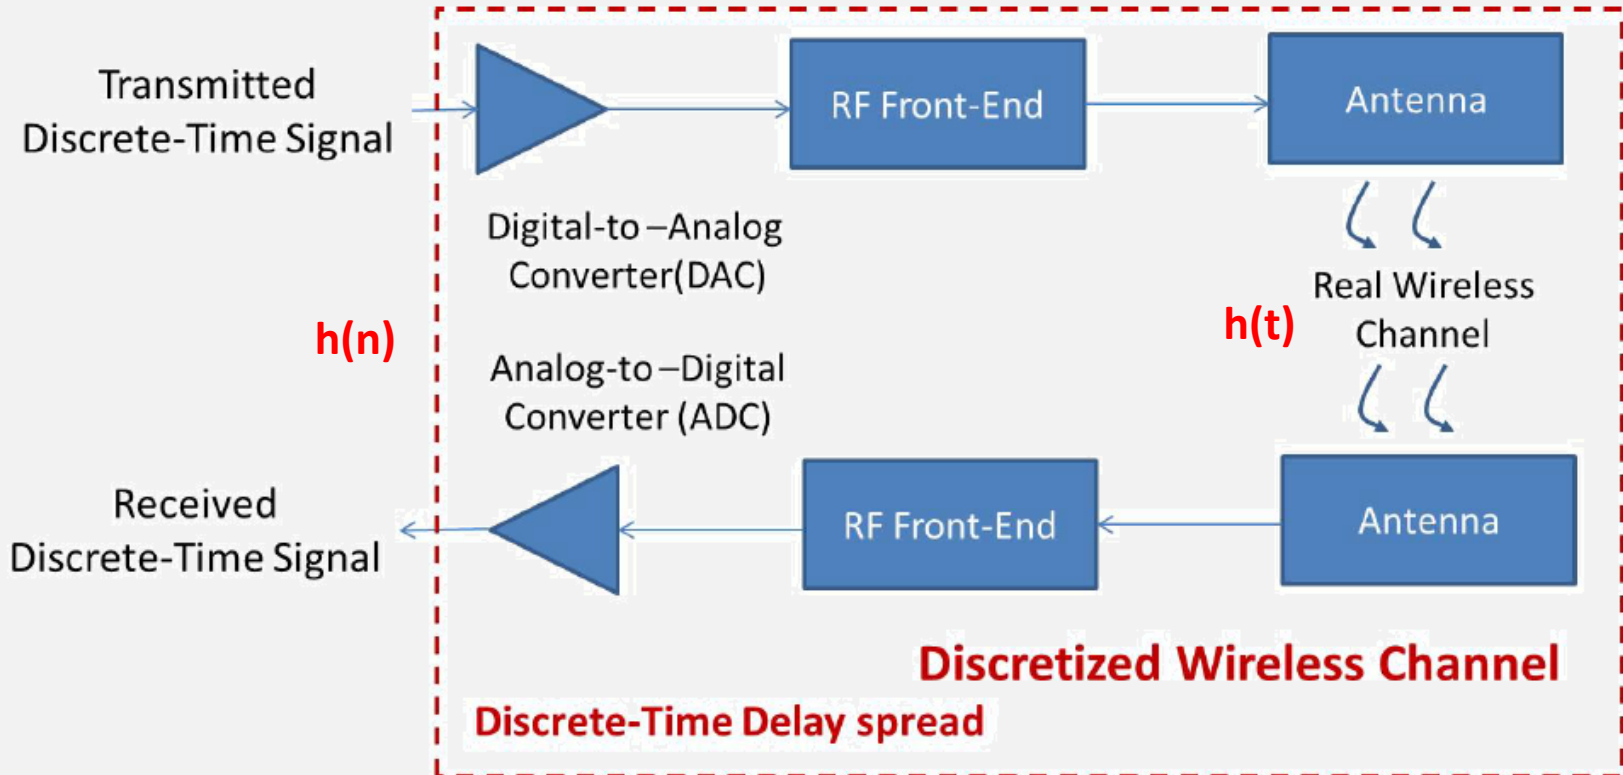 Transmitted
Discrete-Time Signal
RF Front-End
Antenna
Digital-to –Analog
Converter(DAC)
Real Wireless
Channel
h(n)
h(t)
Analog-to –Digital
Converter (ADC)
Received
Discrete-Time Signal
RF Front-End
Antenna
Discretized Wireless Channel
Discrete-Time Delay spread